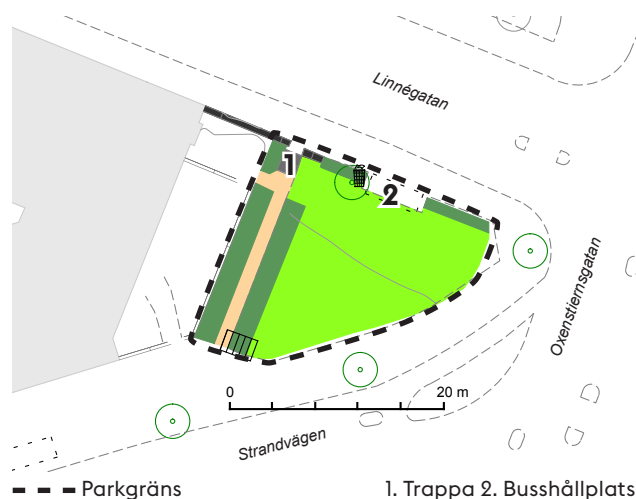 Linnégatan
1
2
Oxenstiernsgatan
0 20 m
Strandvägen
Parkgräns 1. Trappa 2. Busshållplats